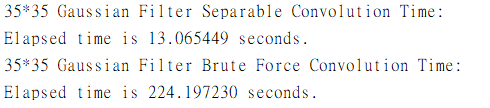 35*35 Gaussian Filter Separable Convolution Time:
Elapsed time is 13.065449 seconds.
35*35 Gaussian Filter Brute Force Convolution Time:
Elapsed time is 224.197230 seconds.